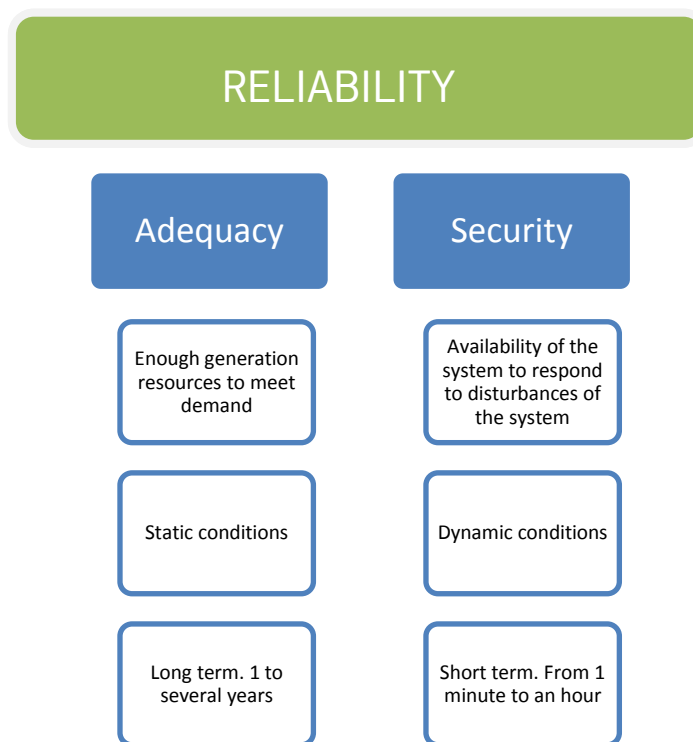 RELIABILITY
Adequacy
Enough generation
resources to meet
demand
Static conditions
Long term. 1 to
several years
Security
Availability of the
system to respond
to disturbances of
the system
Dynamic conditions
Short term. From 1
minute to an hour